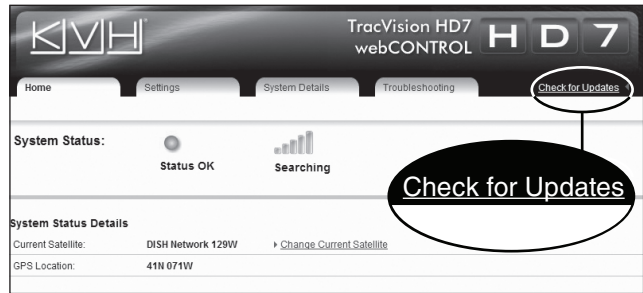 KVH
TracVision HD7
webCONTROL
HD7
Home
Settings
System Details
Troubleshooting
Check for Updates
System Status:
Status OK
Searching
Check for Updates
System Status Details
Current Satellite:
DISH Network 129W
Change Current Satellite
GPS Location:
41N 071W